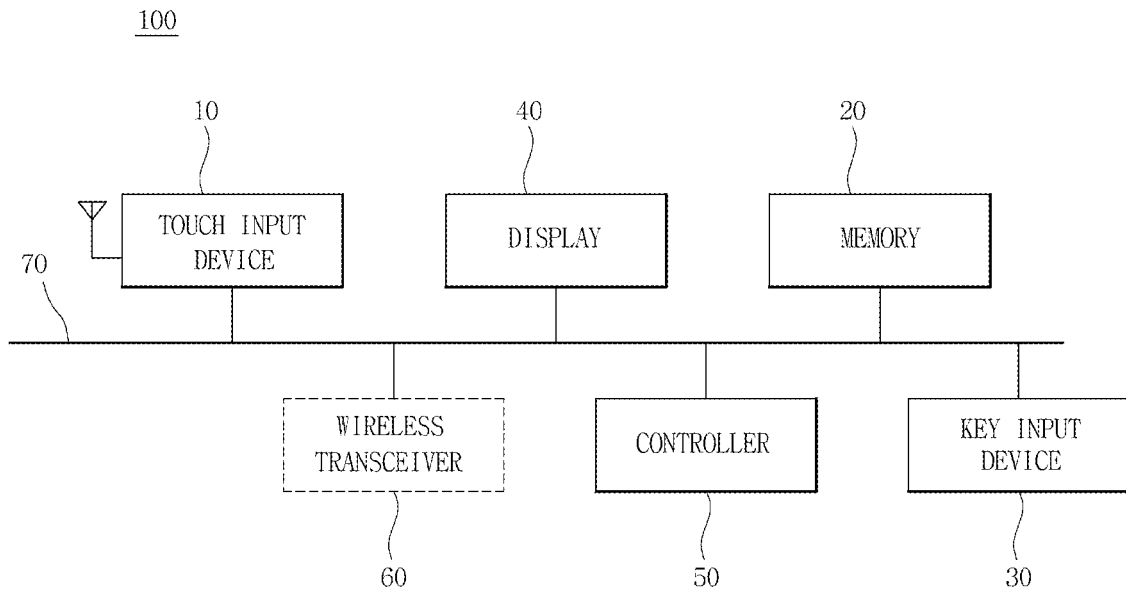 100
10
40
20
TOUCH INPUT
DEVICE
DISPLAY
MEMORY
70
WIRELESS
TRANSCEIVER
CONTROLLER
KEY INPUT
DEVICE
60
50
30